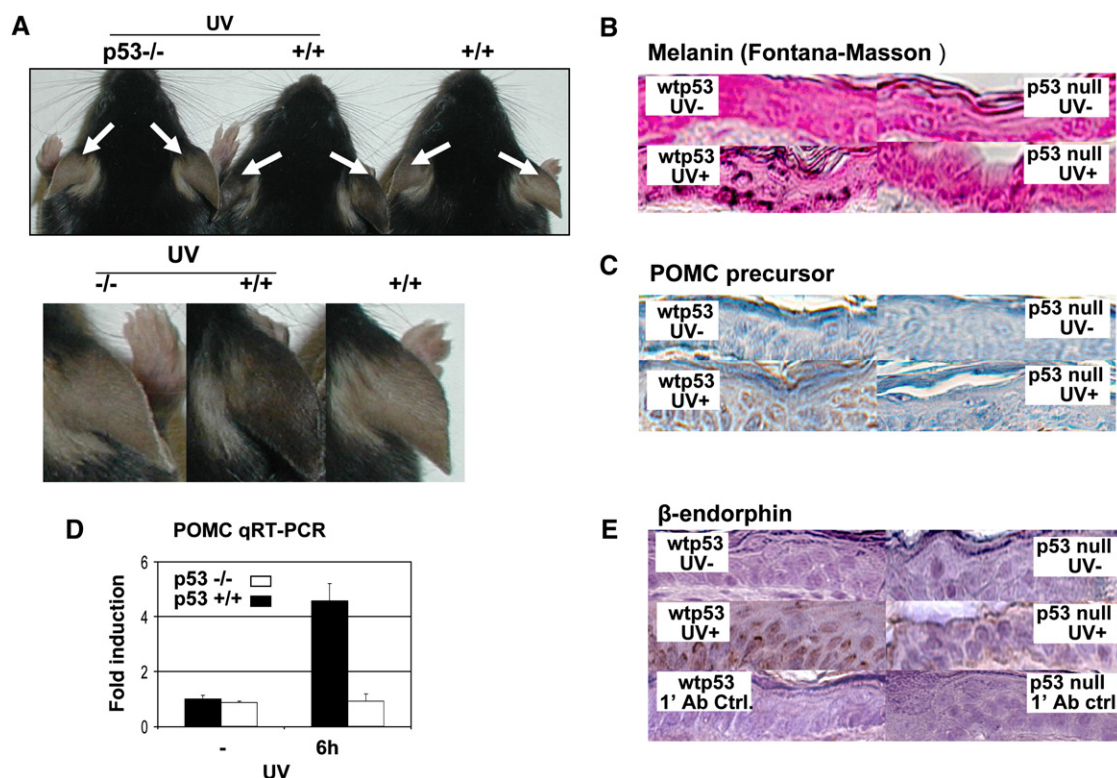 A
UV
p53-/-
+/+
+/+
UV
-/-
+/+
+/+
B
Melanin (Fontana-Masson )
wtp53
UV-
p53 null
UV-
wtp53
UV+
p53 null
UV+
C
POMC precursor
wtp53
UV-
p53 null
UV-
wtp53
UV+
p53 null
UV+
D
POMC qRT-PCR
Fold induction
6
4
2
0
p53 -/-
p53 +/+
-
6h
UV
E
β-endorphin
wtp53
UV-
p53 null
UV-
wtp53
UV+
p53 null
UV+
wtp53
1' Ab Ctrl.
p53 null
1' Ab ctrl